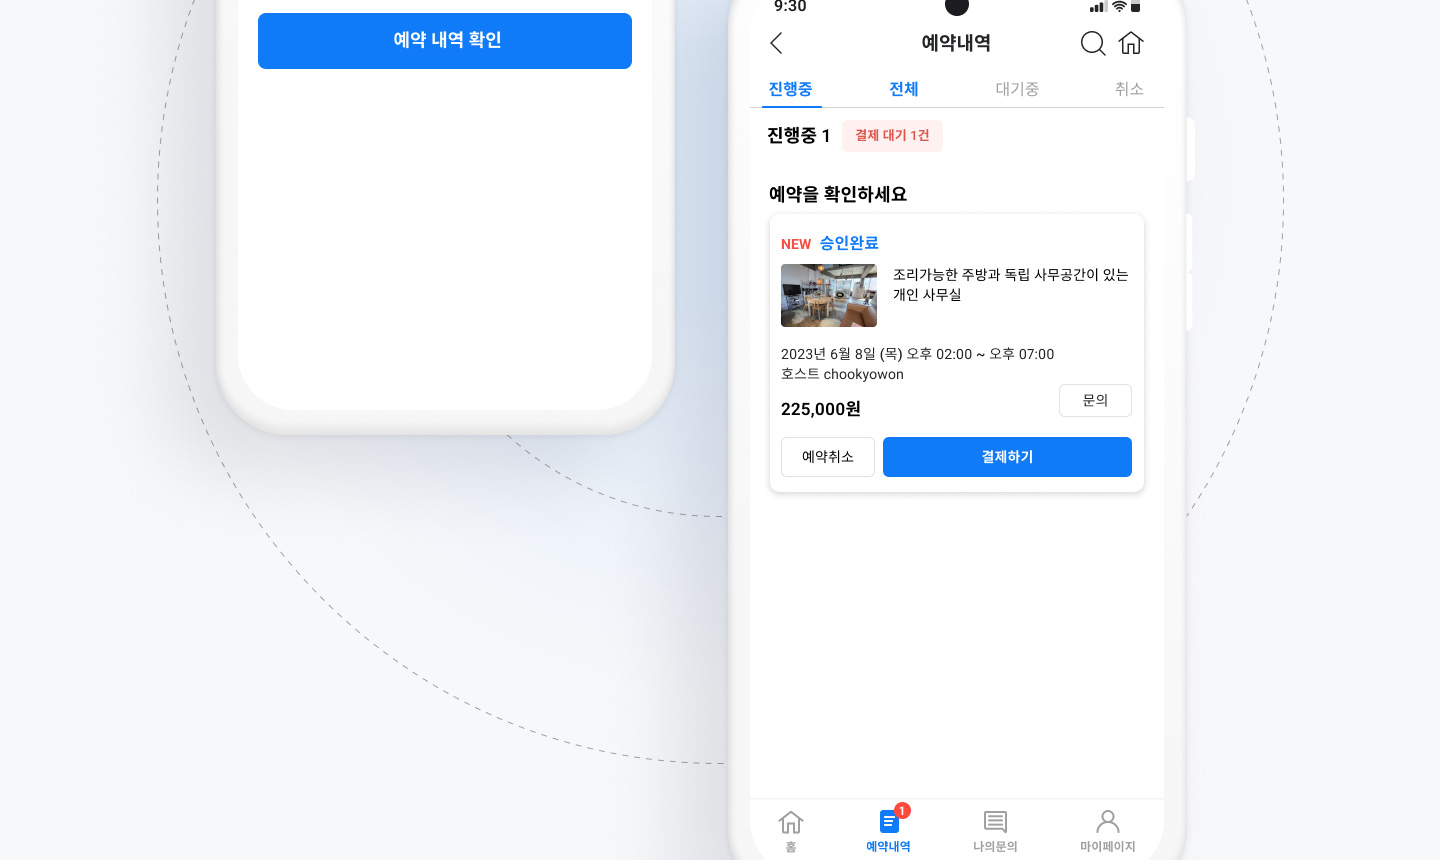 예약 내역 확인
9:30
예약내역
진행중 전체 대기중 취소
진행중 1 결제 대기 1건
예약을 확인하세요
NEW 승인완료
조리가능한 주방과 독립 사무공간이 있는
개인 사무실
2023년 6월 8일 (목) 오후 02:00 ~ 오후 07:00
호스트 chookyowon
문의
225,000원
예약취소 결제하기
1
홈 예약내역 나의문의 마이페이지